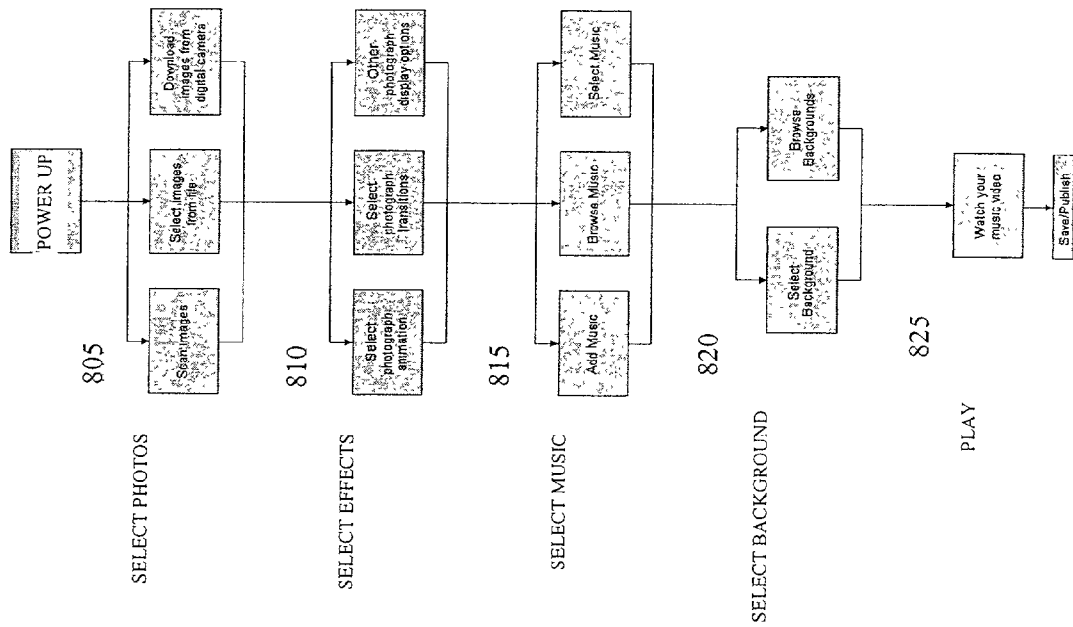 POWER UP
805
SELECT PHOTOS
Scan images
Select images
from file
Download
images from
digital camera
810
SELECT EFFECTS
Select
photograph
animation
Select
photograph
transitions
Other
photograph
display options
815
SELECT MUSIC
Add Music
Browse Music
Select Music
820
SELECT BACKGROUND
Select
Background
Browse
Backgrounds
825
PLAY
Watch your
music video
Save/Publish